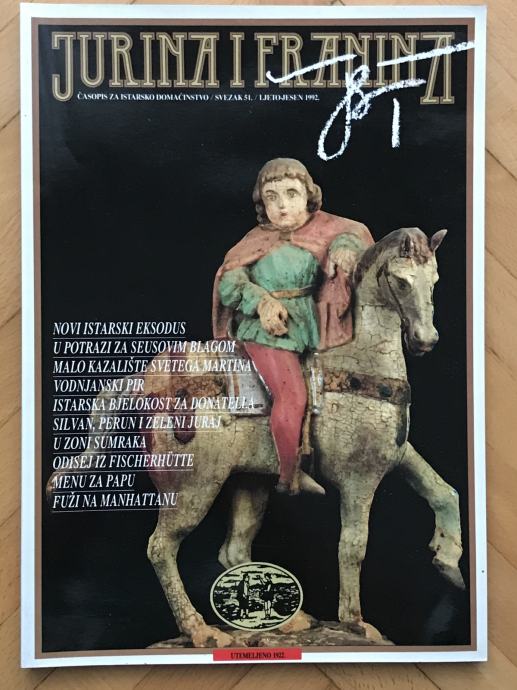 JURINA I FRANINA
ČASOPIS ZA ISTARSKO DOMAĆINSTVO / SVEZAK 51. / LJETO-JESEN 1992.
NOVI ISTARSKI EKSODUS
U POTRAZI ZA SEUSOVIM BLAGOM
MALO KAZALIŠTE SVETEGA MARTINA
VODNJANSKI PIR
ISTARSKA BJELOKOST ZA DONATELLA
SILVAN, PERUN I ZELENI JURAJ
U ZONI SUMRAKA
ODISEJ IZ FISCHERHÜTTE
MENU ZA PAPU
FUŽI NA MANHATTANU
UTEMELJENO 1922.